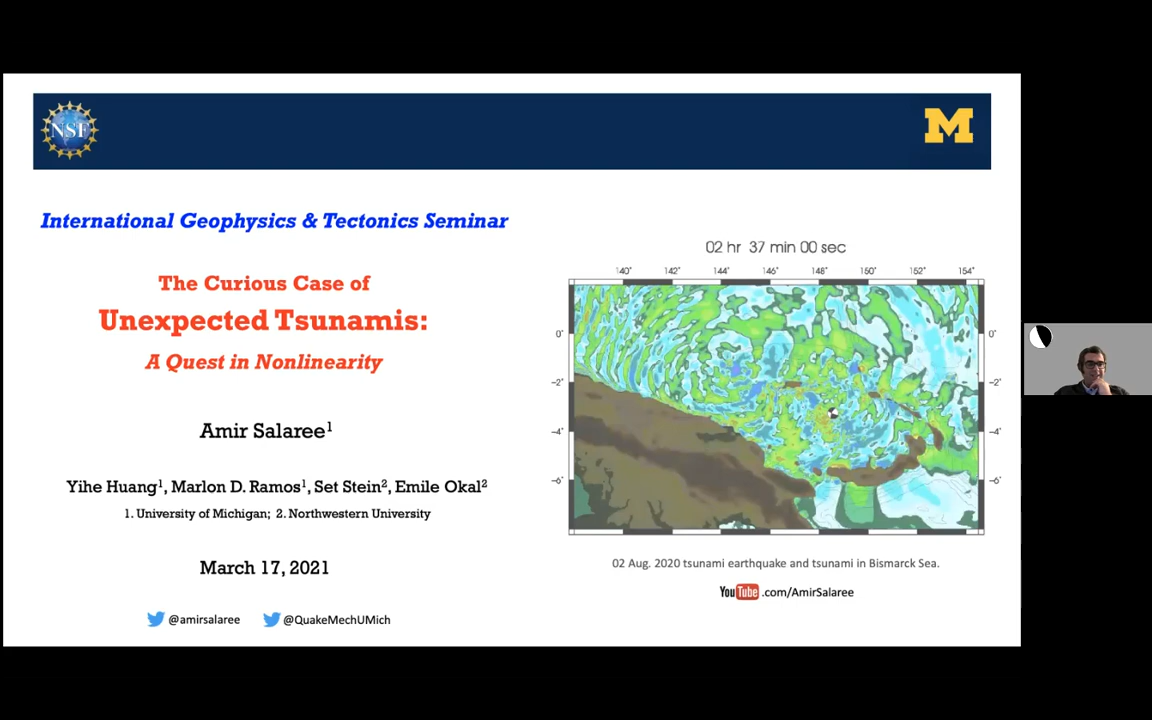 NSF
M
International Geophysics & Tectonics Seminar
The Curious Case of
Unexpected Tsunamis:
A Quest in Nonlinearity
Amir Salaree1
Yihe Huang1, Marlon D. Ramos1, Set Stein2, Emile Okal2
1. University of Michigan; 2. Northwestern University
March 17, 2021
@amirsalaree @QuakeMechUMich
02 hr 37 min 00 sec
140° 142° 144° 146° 148° 150° 152° 154°
0° 0°
-2° -2°
-4° -4°
-6° -6°
02 Aug. 2020 tsunami earthquake and tsunami in Bismarck Sea.
YouTube.com/AmirSalaree